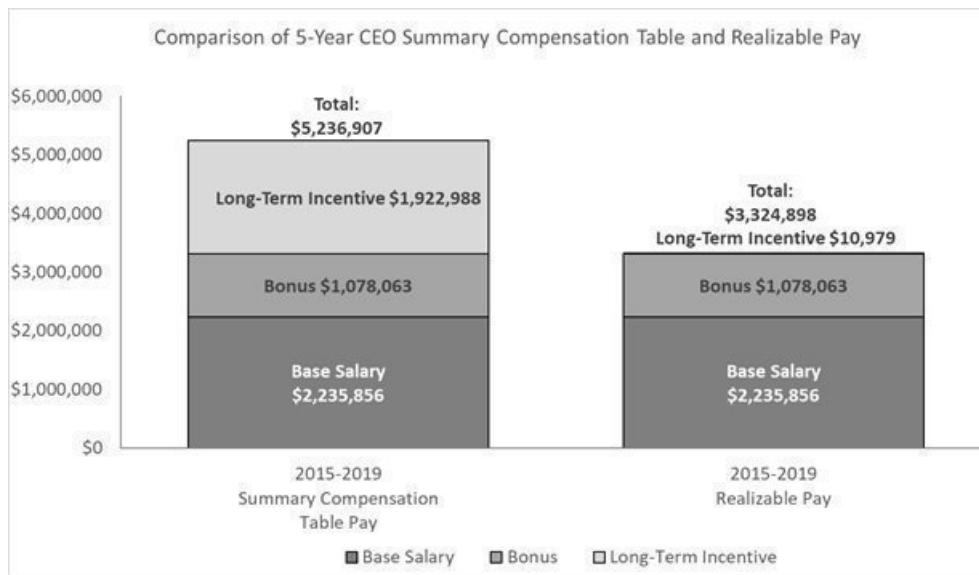 Comparison of 5-Year CEO Summary Compensation Table and Realizable Pay
$6,000,000
$5,000,000
$4,000,000
$3,000,000
$2,000,000
$1,000,000
$0
Total:
$5,236,907
Long-Term Incentive $1,922,988
Bonus $1,078,063
Base Salary
$2,235,856
Total:
$3,324,898
Long-Term Incentive $10,979
Bonus $1,078,063
Base Salary
$2,235,856
2015-2019
Summary Compensation
Table Pay
2015-2019
Realizable Pay
Base Salary Bonus Long-Term Incentive